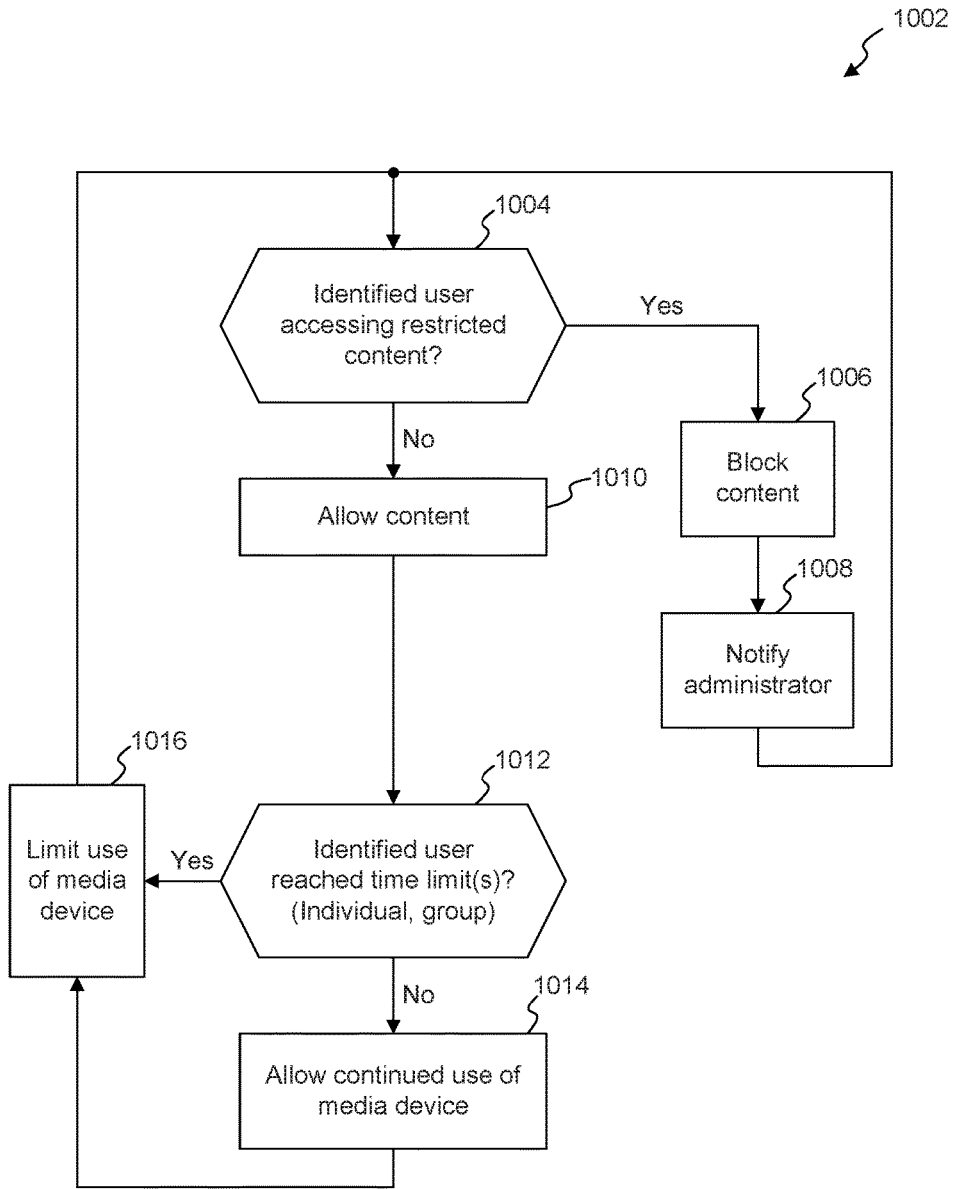 1002
1004
Identified user
accessing restricted
content?
Yes
1006
Block
content
No
1010
Allow content
1008
Notify
administrator
1016
Limit use
of media
device
Yes
1012
Identified user
reached time limit(s)?
(Individual, group)
No
1014
Allow continued use of
media device